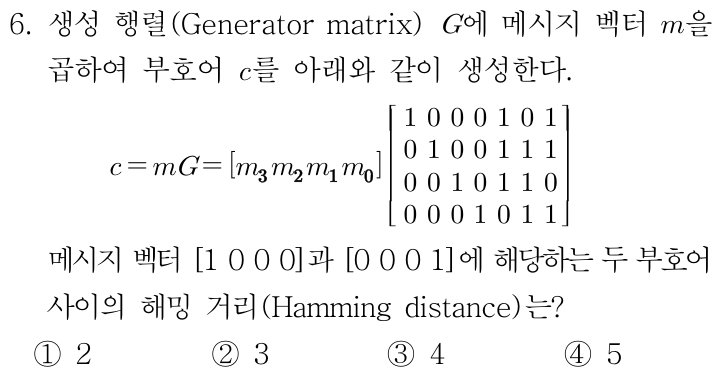 6. 생성 행렬(Generator matrix) G에 메시지 벡터 m을
곱하여 부호어 c를 아래와 같이 생성한다.
c = mG = [m₃m₂m₁m₀] [1 0 0 0 1 0 1
0 1 0 0 1 1 1
0 0 1 0 1 1 0
0 0 0 1 0 1 1]
메시지 벡터 [1 0 0 0]과 [0 0 0 1]에 해당하는 두 부호어
사이의 해밍 거리(Hamming distance)는?
① 2 ② 3 ③ 4 ④ 5